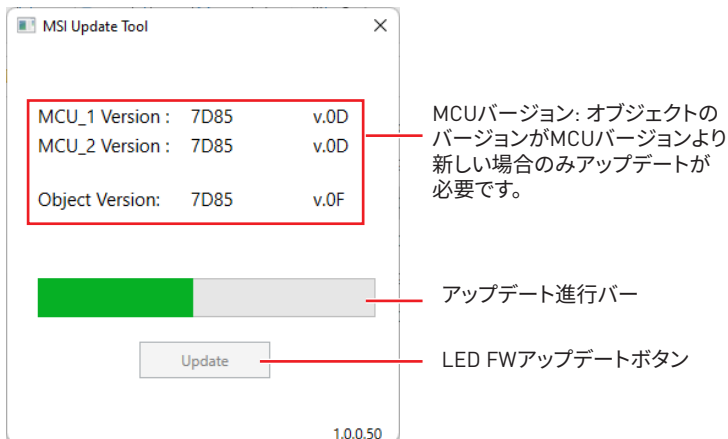 MSI Update Tool
MCU_1 Version : 7D85 v.0D
MCU_2 Version : 7D85 v.0D
Object Version: 7D85 v.0F
MCUバージョン: オブジェクトの
バージョンがMCUバージョンより
新しい場合のみアップデートが
必要です。
アップデート進行バー
Update
LED FWアップデートボタン
1.0.0.50